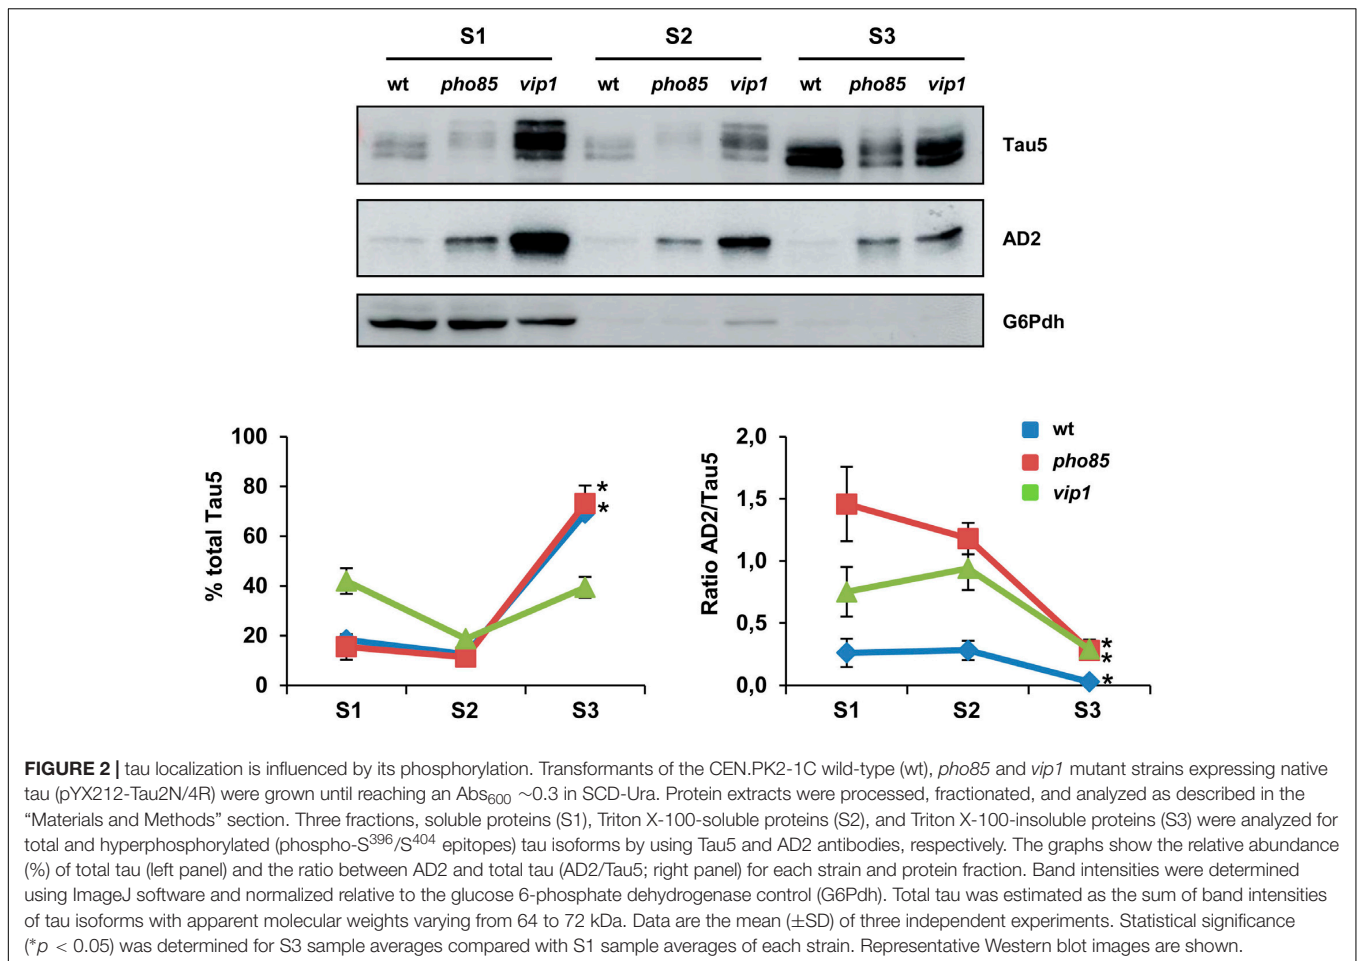 S1 S2 S3
wt pho85 vip1 wt pho85 vip1 wt pho85 vip1
Tau5
AD2
G6Pdh
% total Tau5
100
80
60
40
20
0
S1 S2 S3
*
*
Ratio AD2/Tau5
2,0
1,5
1,0
0,5
0,0
S1 S2 S3
*
*
*
wt
pho85
vip1
FIGURE 2 | tau localization is influenced by its phosphorylation. Transformants of the CEN.PK2-1C wild-type (wt), pho85 and vip1 mutant strains expressing native
tau (pYX212-Tau2N/4R) were grown until reaching an Abs600 ∼0.3 in SCD-Ura. Protein extracts were processed, fractionated, and analyzed as described in the
“Materials and Methods” section. Three fractions, soluble proteins (S1), Triton X-100-soluble proteins (S2), and Triton X-100-insoluble proteins (S3) were analyzed for
total and hyperphosphorylated (phospho-S396/S404 epitopes) tau isoforms by using Tau5 and AD2 antibodies, respectively. The graphs show the relative abundance
(%) of total tau (left panel) and the ratio between AD2 and total tau (AD2/Tau5; right panel) for each strain and protein fraction. Band intensities were determined
using ImageJ software and normalized relative to the glucose 6-phosphate dehydrogenase control (G6Pdh). Total tau was estimated as the sum of band intensities
of tau isoforms with apparent molecular weights varying from 64 to 72 kDa. Data are the mean (±SD) of three independent experiments. Statistical significance
(*p < 0.05) was determined for S3 sample averages compared with S1 sample averages of each strain. Representative Western blot images are shown.